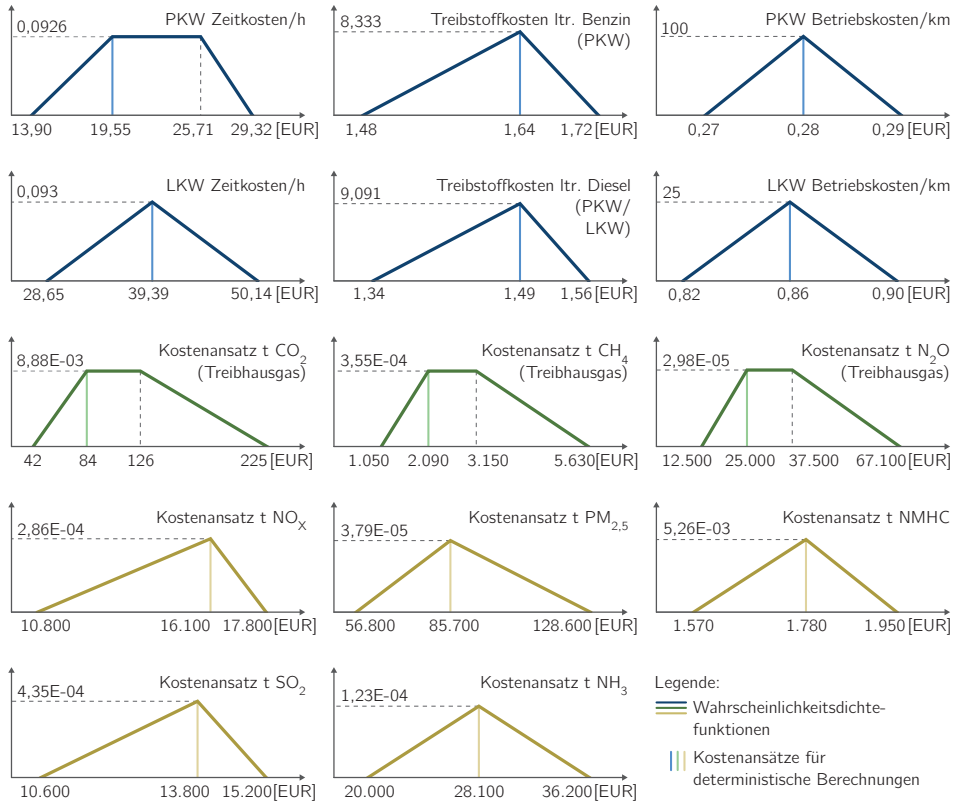 PKW Zeitkosten/h
0,0926
13,90 19,55 25,71 29,32 [EUR]
Treibstoffkosten ltr. Benzin
(PKW)
8,333
1,48 1,64 1,72 [EUR]
PKW Betriebskosten/km
100
0,27 0,28 0,29 [EUR]
LKW Zeitkosten/h
0,093
28,65 39,39 50,14 [EUR]
Treibstoffkosten ltr. Diesel
(PKW/
LKW)
9,091
1,34 1,49 1,56 [EUR]
LKW Betriebskosten/km
25
0,82 0,86 0,90 [EUR]
Kostenansatz t CO2
(Treibhausgas)
8,88E-03
42 84 126 225 [EUR]
Kostenansatz t CH4
(Treibhausgas)
3,55E-04
1.050 2.090 3.150 5.630 [EUR]
Kostenansatz t N2O
(Treibhausgas)
2,98E-05
12.500 25.000 37.500 67.100 [EUR]
Kostenansatz t NOX
2,86E-04
10.800 16.100 17.800 [EUR]
Kostenansatz t PM2,5
3,79E-05
56.800 85.700 128.600 [EUR]
Kostenansatz t NMHC
5,26E-03
1.570 1.780 1.950 [EUR]
Kostenansatz t SO2
4,35E-04
10.600 13.800 15.200 [EUR]
Kostenansatz t NH3
1,23E-04
20.000 28.100 36.200 [EUR]
Legende:
Wahrscheinlichkeitsdichte-
funktionen
Kostenansätze für
deterministische Berechnungen